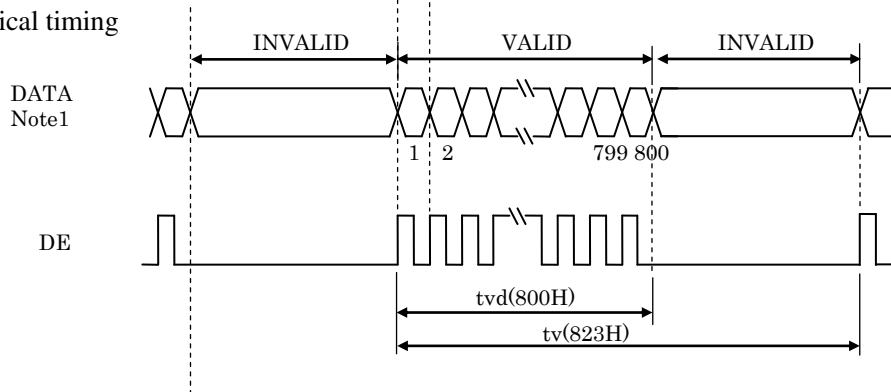 ical timing
INVALID VALID INVALID
DATA
Note1
1 2 799 800
DE
tvd(800H)
tv(823H)